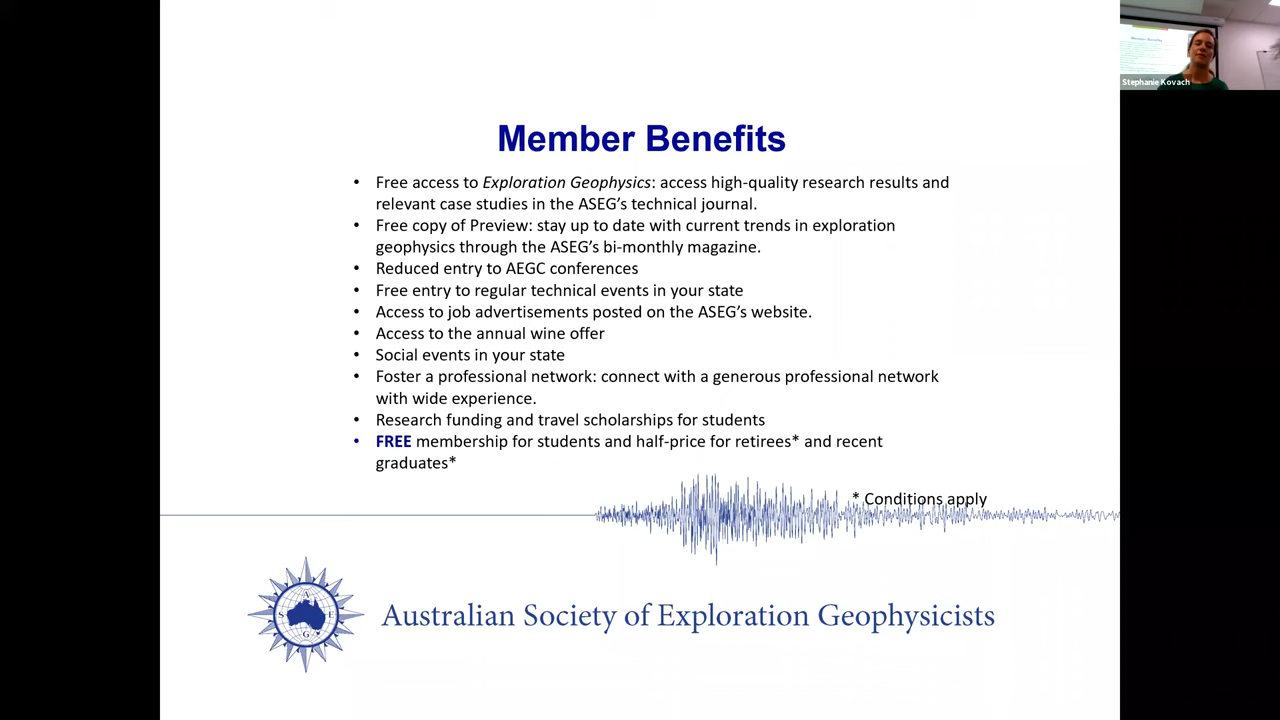 Member Benefits
• Free access to Exploration Geophysics: access high-quality research results and
relevant case studies in the ASEG's technical journal.
• Free copy of Preview: stay up to date with current trends in exploration
geophysics through the ASEG's bi-monthly magazine.
• Reduced entry to AEGC conferences
• Free entry to regular technical events in your state
• Access to job advertisements posted on the ASEG's website.
• Access to the annual wine offer
• Social events in your state
• Foster a professional network: connect with a generous professional network
with wide experience.
• Research funding and travel scholarships for students
• FREE membership for students and half-price for retirees* and recent
graduates*
* Conditions apply
A
S E
G
Australian Society of Exploration Geophysicists
Member Benefits
Stephanie Kovach